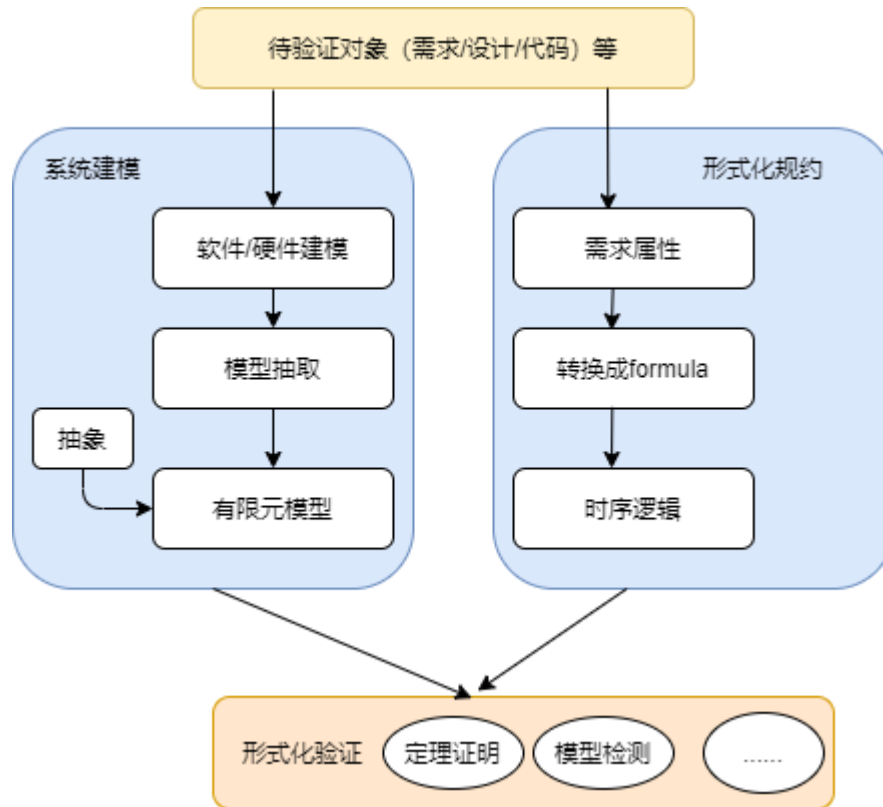 待验证对象（需求/设计/代码）等
系统建模
软件/硬件建模
模型抽取
抽象
有限元模型
形式化规约
需求属性
转换成formula
时序逻辑
形式化验证
定理证明
模型检测
......